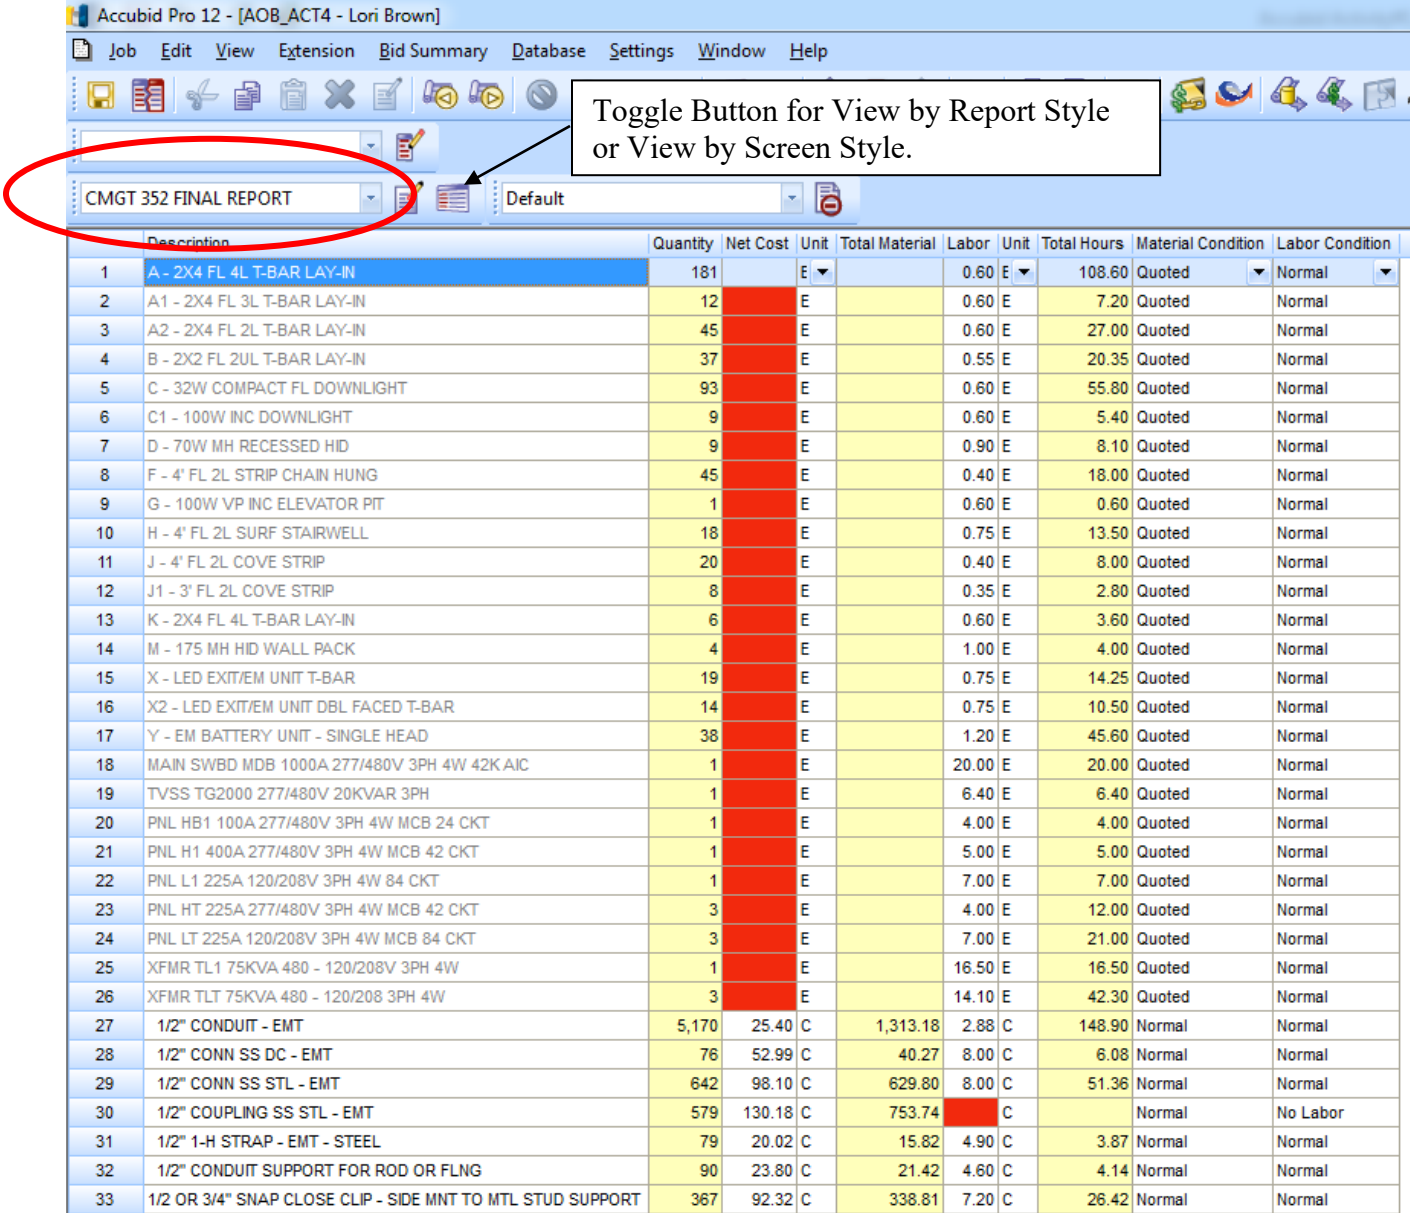 Accubid Pro 12 - [AOB_ACT4 - Lori Brown]
Job Edit View Extension Bid Summary Database Settings Window Help
Toggle Button for View by Report Style
or View by Screen Style.
CMGT 352 FINAL REPORT Default
Description Quantity Net Cost Unit Total Material Labor Unit Total Hours Material Condition Labor Condition
1 A - 2X4 FL 4L T-BAR LAY-IN 181 E 0.60 E 108.60 Quoted Normal
2 A1 - 2X4 FL 3L T-BAR LAY-IN 12 E 0.60 E 7.20 Quoted Normal
3 A2 - 2X4 FL 2L T-BAR LAY-IN 45 E 0.60 E 27.00 Quoted Normal
4 B - 2X2 FL 2UL T-BAR LAY-IN 37 E 0.55 E 20.35 Quoted Normal
5 C - 32W COMPACT FL DOWNLIGHT 93 E 0.60 E 55.80 Quoted Normal
6 C1 - 100W INC DOWNLIGHT 9 E 0.60 E 5.40 Quoted Normal
7 D - 70W MH RECESSED HID 9 E 0.90 E 8.10 Quoted Normal
8 F - 4' FL 2L STRIP CHAIN HUNG 45 E 0.40 E 18.00 Quoted Normal
9 G - 100W VP INC ELEVATOR PIT 1 E 0.60 E 0.60 Quoted Normal
10 H - 4' FL 2L SURF STAIRWELL 18 E 0.75 E 13.50 Quoted Normal
11 J - 4' FL 2L COVE STRIP 20 E 0.40 E 8.00 Quoted Normal
12 J1 - 3' FL 2L COVE STRIP 8 E 0.35 E 2.80 Quoted Normal
13 K - 2X4 FL 4L T-BAR LAY-IN 6 E 0.60 E 3.60 Quoted Normal
14 M - 175 MH HID WALL PACK 4 E 1.00 E 4.00 Quoted Normal
15 X - LED EXIT/EM UNIT T-BAR 19 E 0.75 E 14.25 Quoted Normal
16 X2 - LED EXIT/EM UNIT DBL FACED T-BAR 14 E 0.75 E 10.50 Quoted Normal
17 Y - EM BATTERY UNIT - SINGLE HEAD 38 E 1.20 E 45.60 Quoted Normal
18 MAIN SWBD MDB 1000A 277/480V 3PH 4W 42K AIC 1 E 20.00 E 20.00 Quoted Normal
19 TVSS TG2000 277/480V 20KVAR 3PH 1 E 6.40 E 6.40 Quoted Normal
20 PNL HB1 100A 277/480V 3PH 4W MCB 24 CKT 1 E 4.00 E 4.00 Quoted Normal
21 PNL H1 400A 277/480V 3PH 4W MCB 42 CKT 1 E 5.00 E 5.00 Quoted Normal
22 PNL L1 225A 120/208V 3PH 4W 84 CKT 1 E 7.00 E 7.00 Quoted Normal
23 PNL HT 225A 277/480V 3PH 4W MCB 42 CKT 3 E 4.00 E 12.00 Quoted Normal
24 PNL LT 225A 120/208V 3PH 4W MCB 84 CKT 3 E 7.00 E 21.00 Quoted Normal
25 XFMR TL1 75KVA 480 - 120/208V 3PH 4W 1 E 16.50 E 16.50 Quoted Normal
26 XFMR TLT 75KVA 480 - 120/208 3PH 4W 3 E 14.10 E 42.30 Quoted Normal
27 1/2" CONDUIT - EMT 5,170 25.40 C 1,313.18 2.88 C 148.90 Normal Normal
28 1/2" CONN SS DC - EMT 76 52.99 C 40.27 8.00 C 6.08 Normal Normal
29 1/2" CONN SS STL - EMT 642 98.10 C 629.80 8.00 C 51.36 Normal Normal
30 1/2" COUPLING SS STL - EMT 579 130.18 C 753.74 C Normal No Labor
31 1/2" 1-H STRAP - EMT - STEEL 79 20.02 C 15.82 4.90 C 3.87 Normal Normal
32 1/2" CONDUIT SUPPORT FOR ROD OR FLNG 90 23.80 C 21.42 4.60 C 4.14 Normal Normal
33 1/2 OR 3/4" SNAP CLOSE CLIP - SIDE MNT TO MTL STUD SUPPORT 367 92.32 C 338.81 7.20 C 26.42 Normal Normal